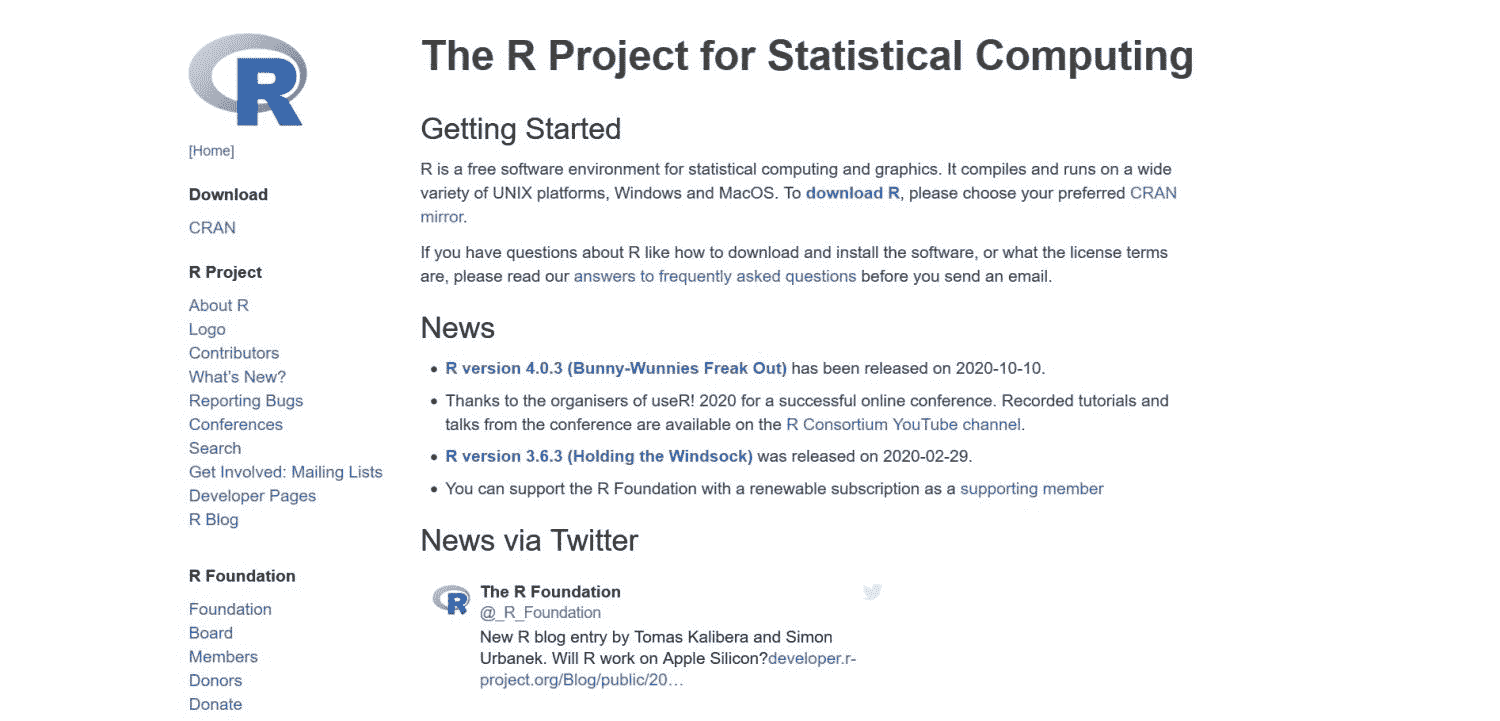 R
[Home]
Download
CRAN
R Project
About R
Logo
Contributors
What's New?
Reporting Bugs
Conferences
Search
Get Involved: Mailing Lists
Developer Pages
R Blog
R Foundation
Foundation
Board
Members
Donors
Donate
The R Project for Statistical Computing
Getting Started
R is a free software environment for statistical computing and graphics. It compiles and runs on a wide
variety of UNIX platforms, Windows and MacOS. To download R, please choose your preferred CRAN
mirror.
If you have questions about R like how to download and install the software, or what the license terms
are, please read our answers to frequently asked questions before you send an email.
News
• R version 4.0.3 (Bunny-Wunnies Freak Out) has been released on 2020-10-10.
• Thanks to the organisers of useR! 2020 for a successful online conference. Recorded tutorials and
talks from the conference are available on the R Consortium YouTube channel.
• R version 3.6.3 (Holding the Windsock) was released on 2020-02-29.
• You can support the R Foundation with a renewable subscription as a supporting member
News via Twitter
R
The R Foundation
@_R_Foundation
New R blog entry by Tomas Kalibera and Simon
Urbanek. Will R work on Apple Silicon?developer.r-
project.org/Blog/public/20…